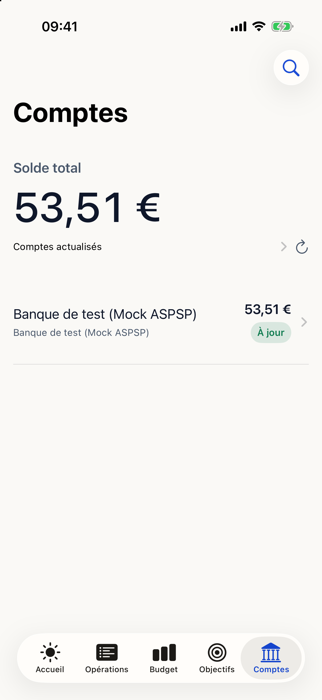 09:41
Comptes
Solde total
53,51 €
Comptes actualisés
Banque de test (Mock ASPSP)
53,51 €
Banque de test (Mock ASPSP)
À jour
Accueil
Opérations
Budget
Objectifs
Comptes